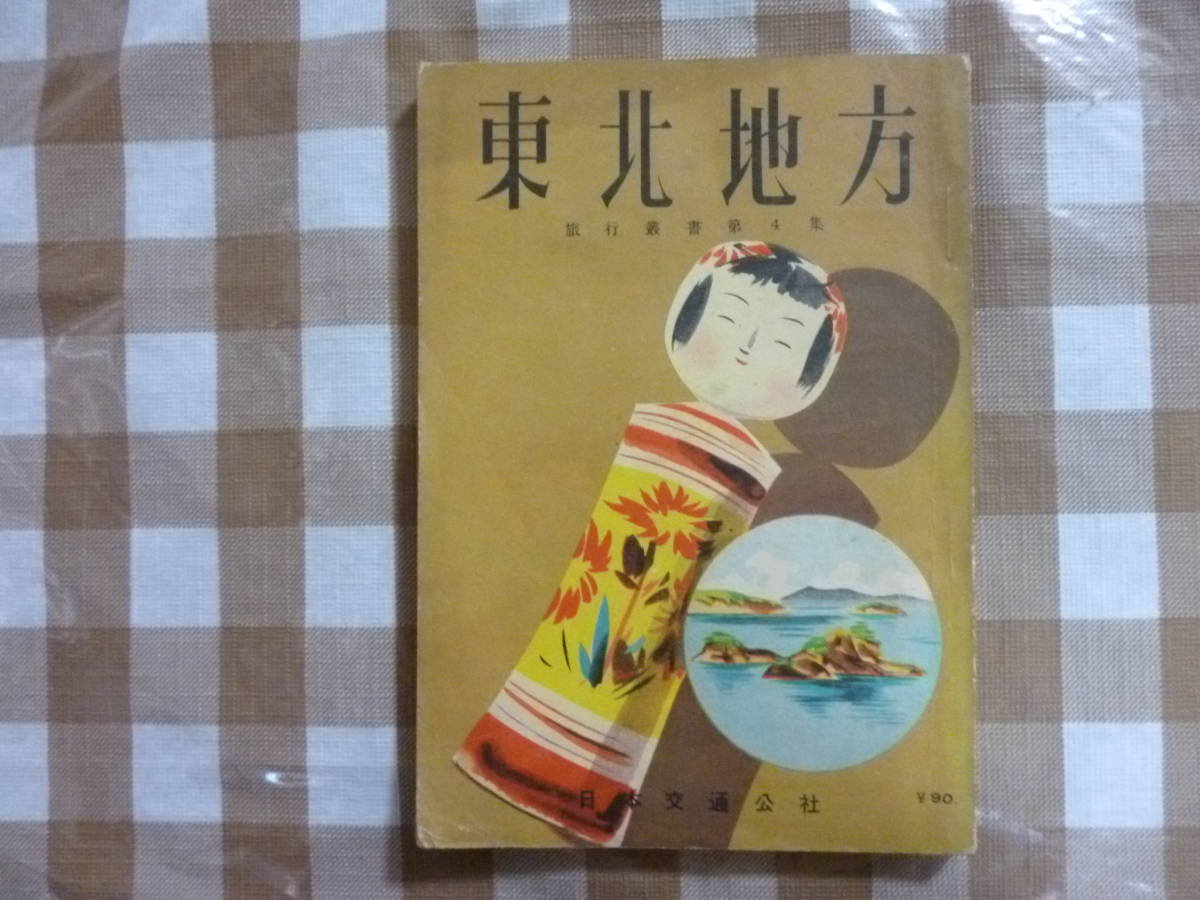 東北地方
旅行叢書第4集
日本交通公社
¥90.